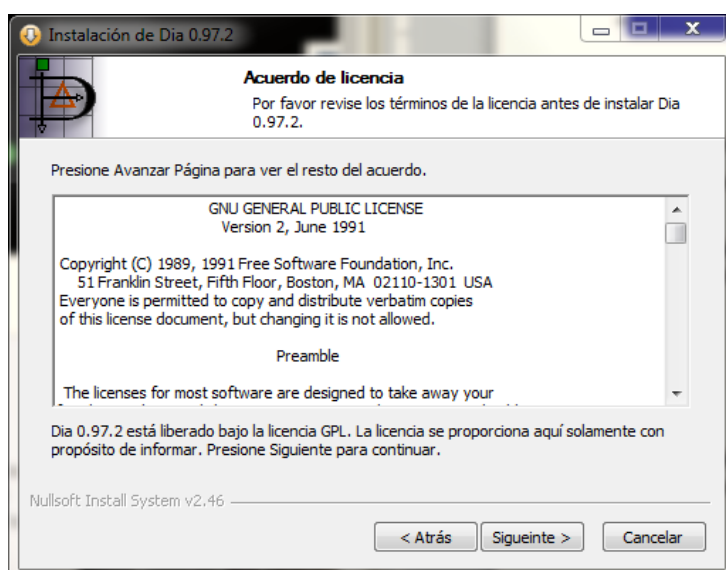 Instalación de Dia 0.97.2
Acuerdo de licencia
Por favor revise los términos de la licencia antes de instalar Dia
0.97.2.
Presione Avanzar Página para ver el resto del acuerdo.
GNU GENERAL PUBLIC LICENSE
Version 2, June 1991
Copyright (C) 1989, 1991 Free Software Foundation, Inc.
51 Franklin Street, Fifth Floor, Boston, MA 02110-1301 USA
Everyone is permitted to copy and distribute verbatim copies
of this license document, but changing it is not allowed.
Preamble
The licenses for most software are designed to take away your
Dia 0.97.2 está liberado bajo la licencia GPL. La licencia se proporciona aquí solamente con
propósito de informar. Presione Siguiente para continuar.
Nullsoft Install System v2.46
< Atrás
Sigueinte >
Cancelar